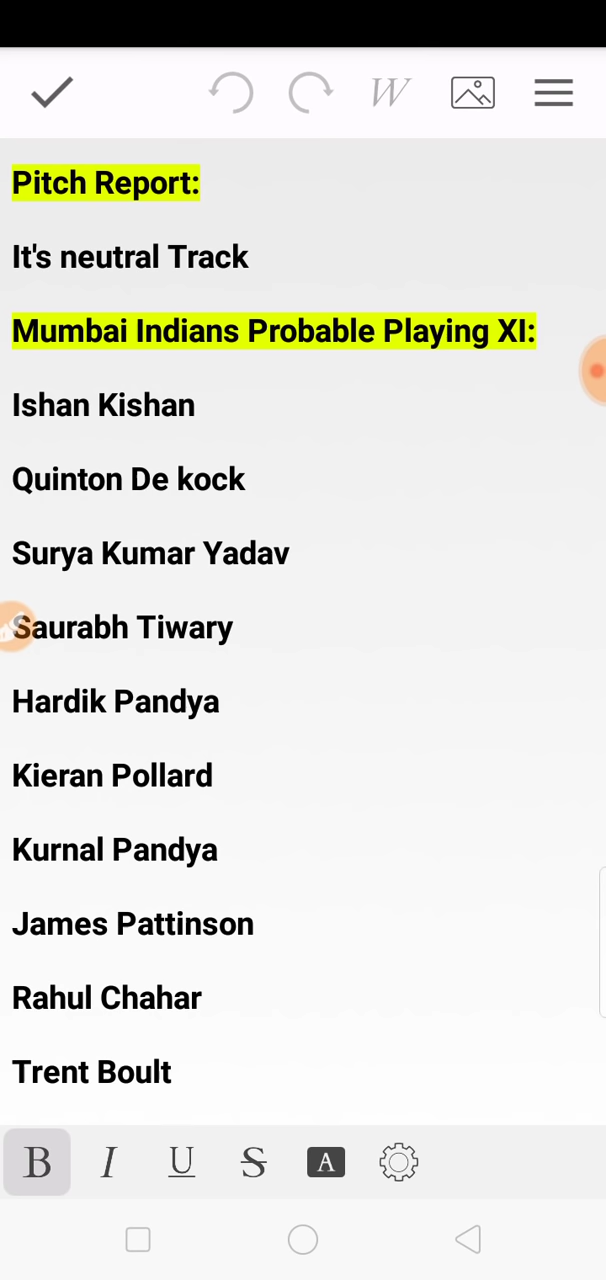 W
Pitch Report:
It's neutral Track
Mumbai Indians Probable Playing XI:
Ishan Kishan
Quinton De kock
Surya Kumar Yadav
Saurabh Tiwary
Hardik Pandya
Kieran Pollard
Kurnal Pandya
James Pattinson
Rahul Chahar
Trent Boult
B I U S A